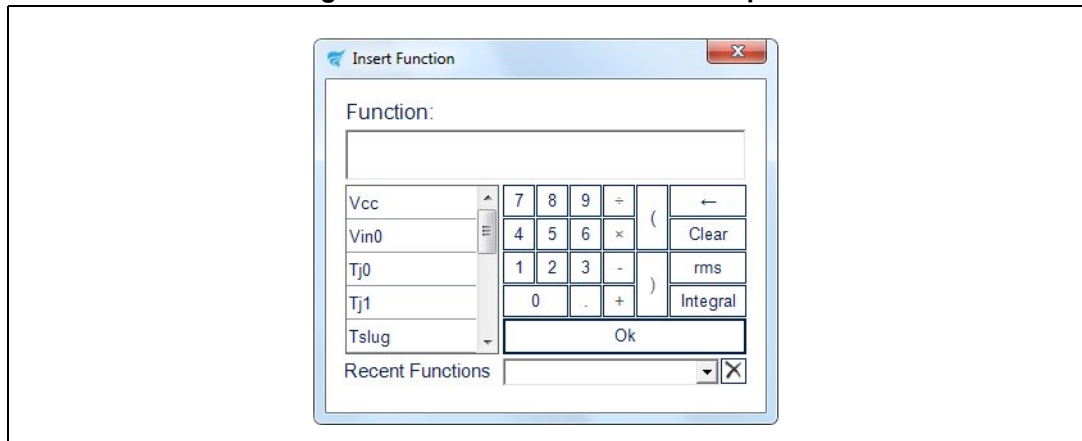 Insert Function
Function:
Vcc
Vin0
Tj0
Tj1
Tslug
7 8 9 ÷ ( ←
4 5 6 × Clear
1 2 3 - ) rms
0 . + Integral
Ok
Recent Functions